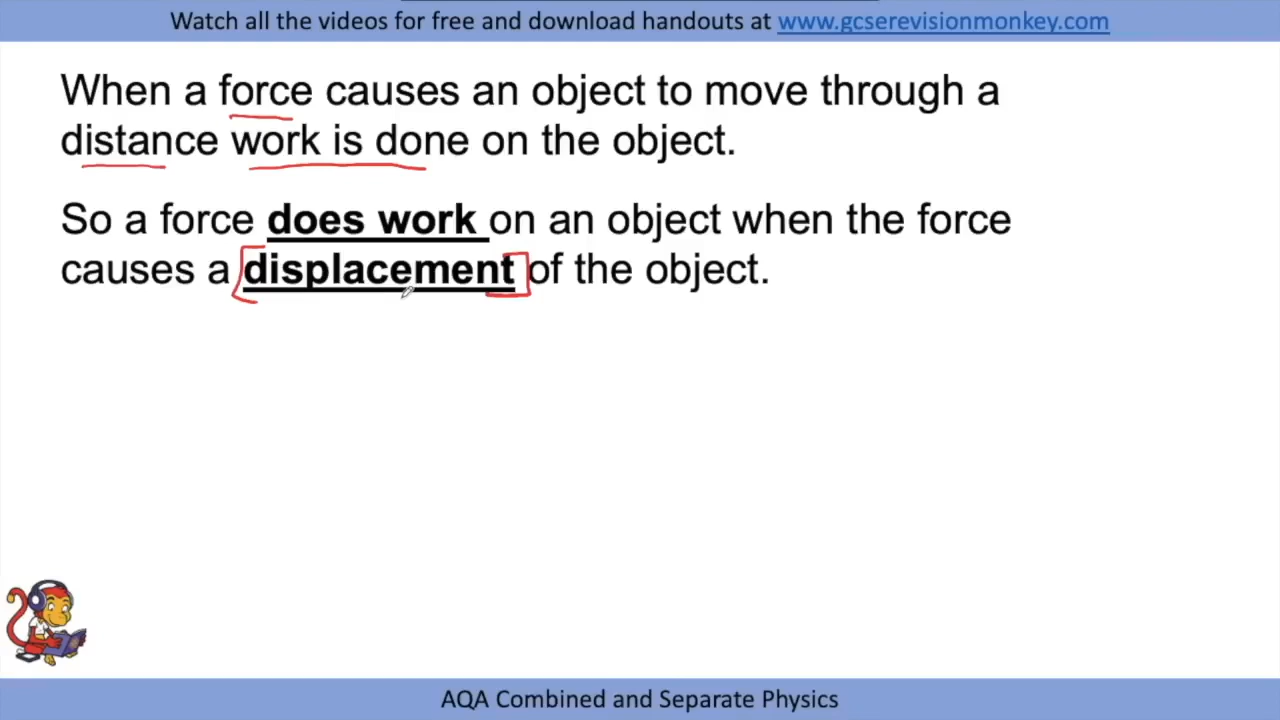 Watch all the videos for free and download handouts at www.gcserevisionmonkey.com
When a force causes an object to move through a
distance work is done on the object.
So a force does work on an object when the force
causes a displacement of the object.
AQA Combined and Separate Physics